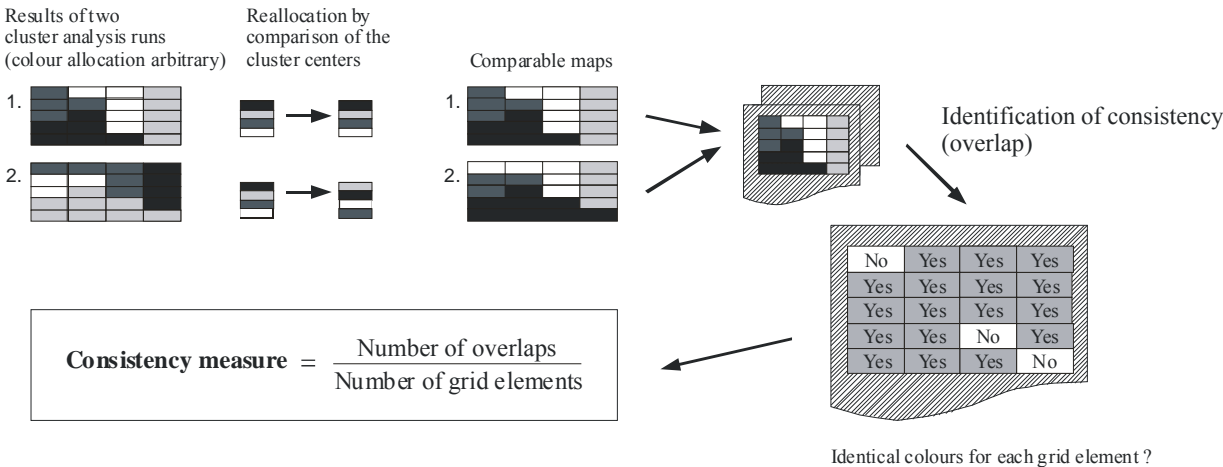 Results of two
cluster analysis runs
(colour allocation arbitrary)
Reallocation by
comparison of the
cluster centers
Comparable maps
1.
2.
1.
2.
Identification of consistency
(overlap)
No Yes Yes Yes
Yes Yes Yes Yes
Yes Yes Yes Yes
Yes Yes No Yes
Yes Yes Yes No
Identical colours for each grid element ?
Consistency measure = Number of overlaps
Number of grid elements